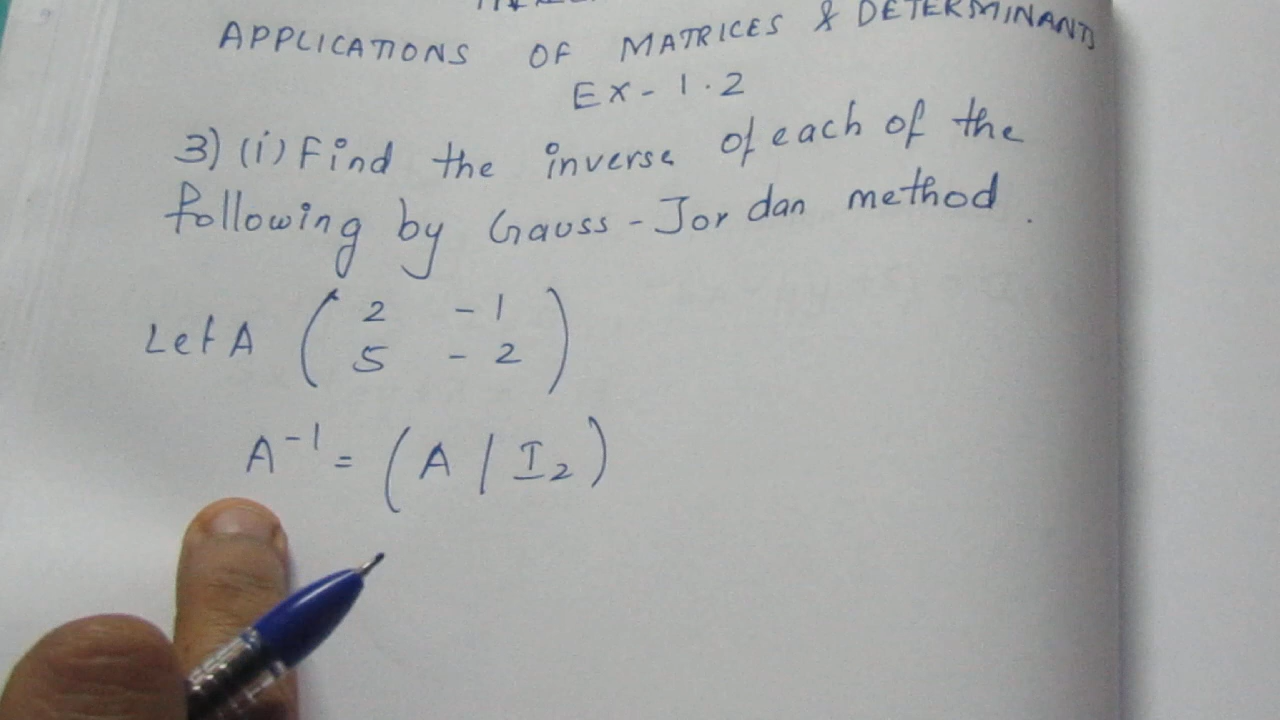 APPLICATIONS OF MATRICES & DETERMINANTS
EX - 1.2
3) (i) Find the inverse of each of the
following by Gauss - Jordan method.
Let A ( 2 -1
5 -2 )
A⁻¹ = ( A / I₂ )